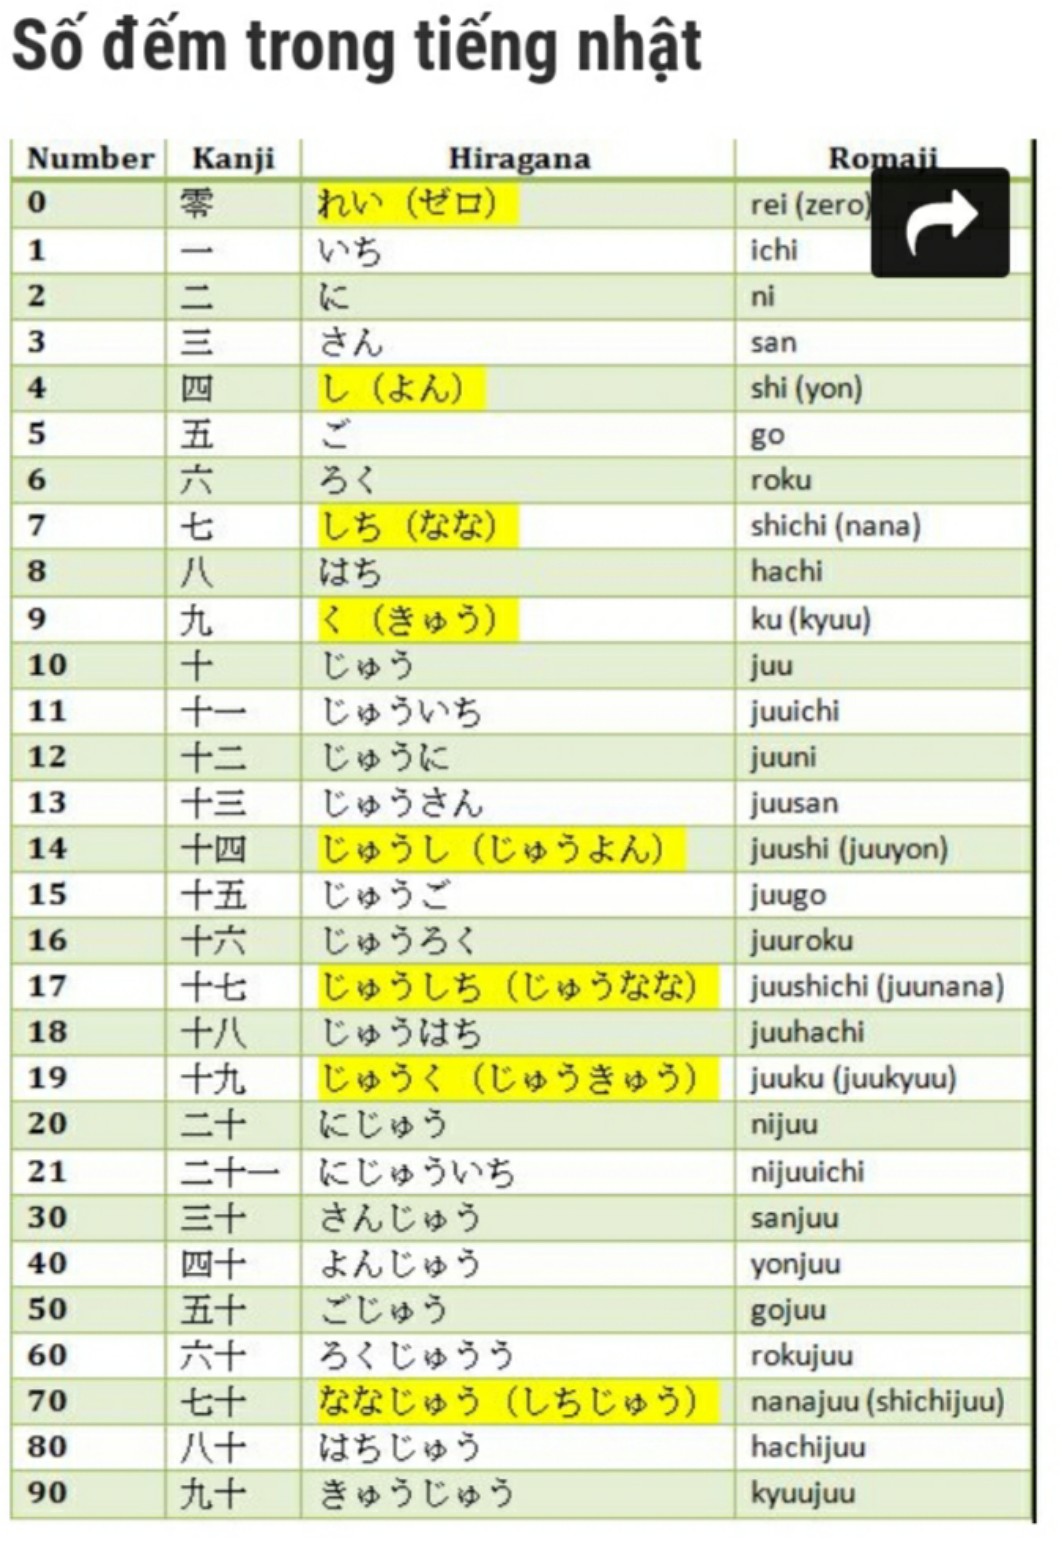 Số đếm trong tiếng nhật
Number Kanji Hiragana Romaji
0 零 れい（ゼロ） rei (zero)
1 一 いち ichi
2 二 に ni
3 三 さん san
4 四 し（よん） shi (yon)
5 五 ご go
6 六 ろく roku
7 七 しち（なな） shichi (nana)
8 八 はち hachi
9 九 く（きゅう） ku (kyuu)
10 十 じゅう juu
11 十一 じゅういち juuichi
12 十二 じゅうに juuni
13 十三 じゅうさん juusan
14 十四 じゅうし（じゅうよん） juushi (juuyon)
15 十五 じゅうご juugo
16 十六 じゅうろく juuroku
17 十七 じゅうしち（じゅうなな） juushichi (juunana)
18 十八 じゅうはち juuhachi
19 十九 じゅうく（じゅうきゅう） juuku (juukyuu)
20 二十 にじゅう nijuu
21 二十一 にじゅういち nijuuichi
30 三十 さんじゅう sanjuu
40 四十 よんじゅう yonjuu
50 五十 ごじゅう gojuu
60 六十 ろくじゅうう rokujuu
70 七十 ななじゅう（しちじゅう） nanajuu (shichijuu)
80 八十 はちじゅう hachijuu
90 九十 きゅうじゅう kyuujuu